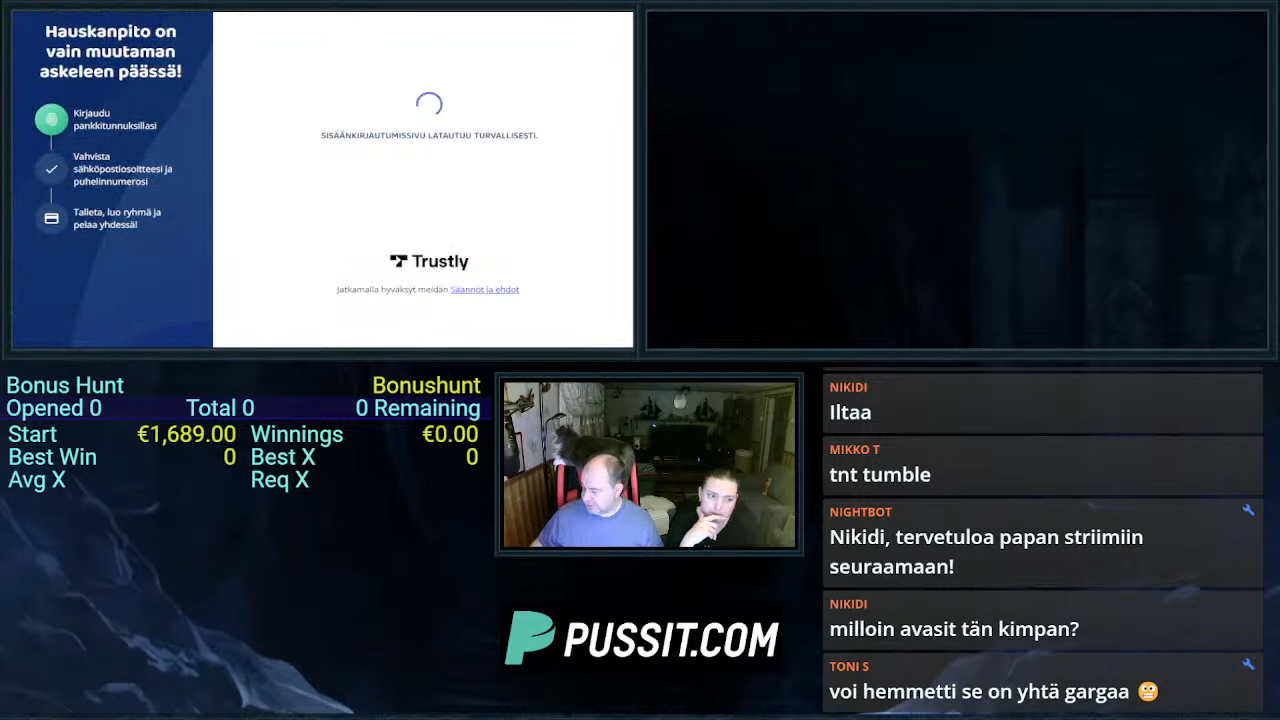 Hauskanpito on
vain muutaman
askeleen päässä!
Kirjaudu
pankkitunnuksillasi
Vahvista
sähköpostiosoitteesi ja
puhelinnumerosi
Talleta, luo ryhmä ja
pelaa yhdessä!
SISÄÄNKIRJAUTUMISSIVU LATAUTUU TURVALLISESTI.
Trustly
Jatkamalla hyväksyt meidän Säännöt ja ehdot
Bonus Hunt Bonushunt
Opened 0 Total 0 0 Remaining
Start €1,689.00 Winnings €0.00
Best Win 0 Best X 0
Avg X Req X
PUSSIT.COM
NIKIDI
Iltaa
MIKKO T
tnt tumble
NIGHTBOT
Nikidi, tervetuloa papan striimiin
seuraamaan!
NIKIDI
milloin avasit tän kimpan?
TONI S
voi hemmetti se on yhtä gargaa 😬